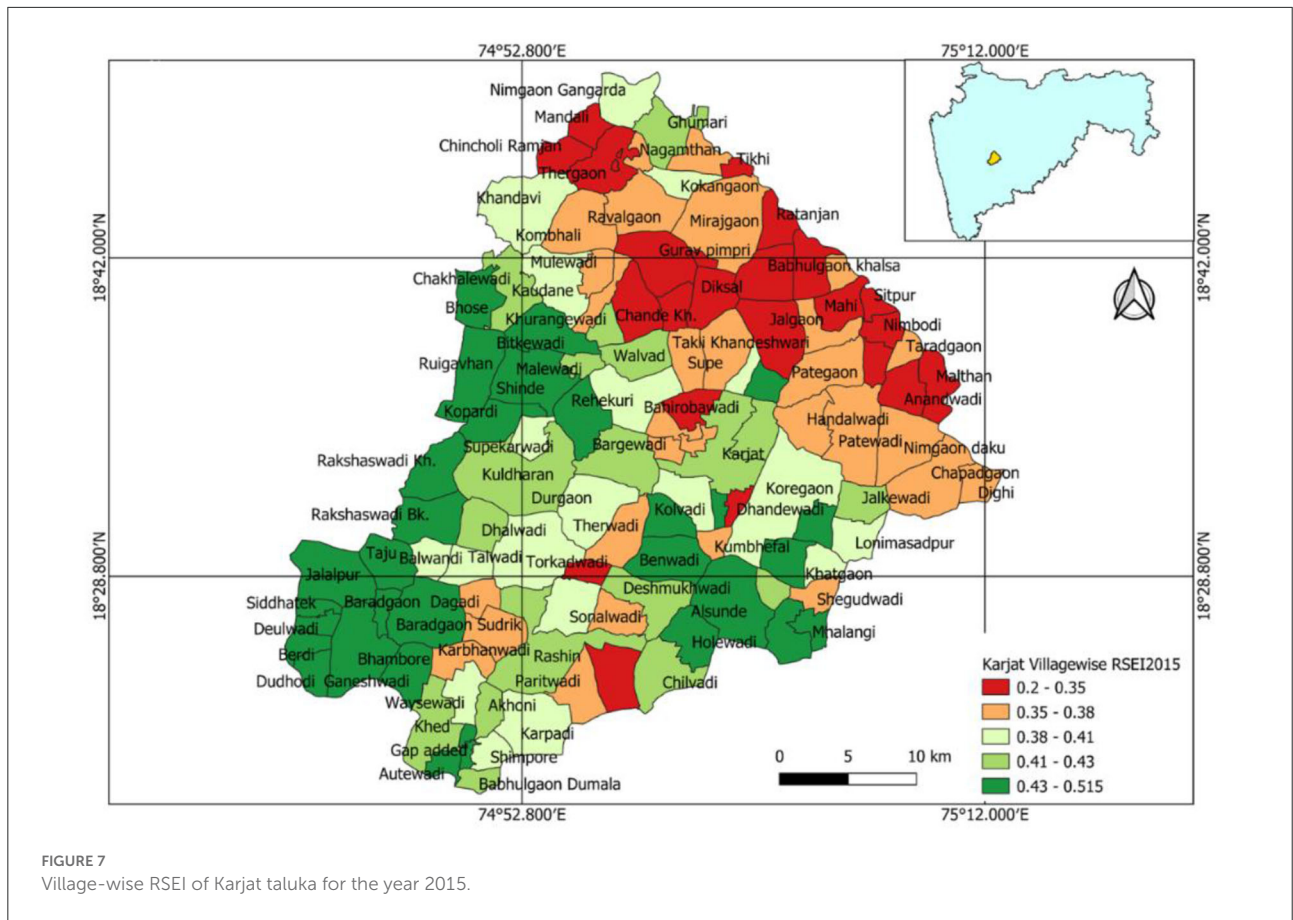 74°52.800'E
75°12.000'E
18°42.000'N
18°42.000'N
18°28.800'N
18°28.800'N
Nimgaon Gangarda
Mandali
Ghumari
Chincholi Ramjan
Nagamthan
Tikhi
Thergaon
Kokangaon
Khandavi
Ravalgaon
Mirajgaon
Ratanjan
Kombhali
Gurav pimpri
Mulewadi
Babhulgaon khalsa
Chakhalewadi
Kaudane
Diksal
Bhose
Mahi
Sitpur
Khurangewadi
Chande Kh.
Jalgaon
Nimbodi
Bitkewadi
Takli Khandeshwari
Taradgaon
Ruigavhan
Malewadi
Walvad
Supe
Pategaon
Malthan
Shinde
Rehekuri
Anandwadi
Kopardi
Bahirobawadi
Handalwadi
Supekarwadi
Bargewadi
Patewadi
Nimgaon daku
Rakshaswadi Kh.
Karjat
Kuldharan
Chapadgaon
Koregaon
Dighi
Durgaon
Jalkewadi
Rakshaswadi Bk.
Kolvadi
Dhandewadi
Dhalwadi
Therwadi
Lonimasadpur
Taju
Balwandi
Talwadi
Torkadwadi
Benwadi
Kumbhefal
Jalalpur
Khatgaon
Siddhatek
Baradgaon
Dagadi
Deshmukhwadi
Shegudwadi
Deulwadi
Baradgaon Sudrik
Sonalwadi
Alsunde
Mhalangi
Berdi
Bhambore
Karbhanwadi
Rashin
Holewadi
Dudhodi
Ganeshwadi
Paritwadi
Chilvadi
Waysewadi
Akhoni
Khed
Karpadi
Gap added
Shimpore
Autewadi
Babhulgaon Dumala
Karjat Villagewise RSEI2015
0.2 - 0.35
0.35 - 0.38
0.38 - 0.41
0.41 - 0.43
0.43 - 0.515
0 5 10 km
74°52.800'E
75°12.000'E
FIGURE 7
Village-wise RSEI of Karjat taluka for the year 2015.